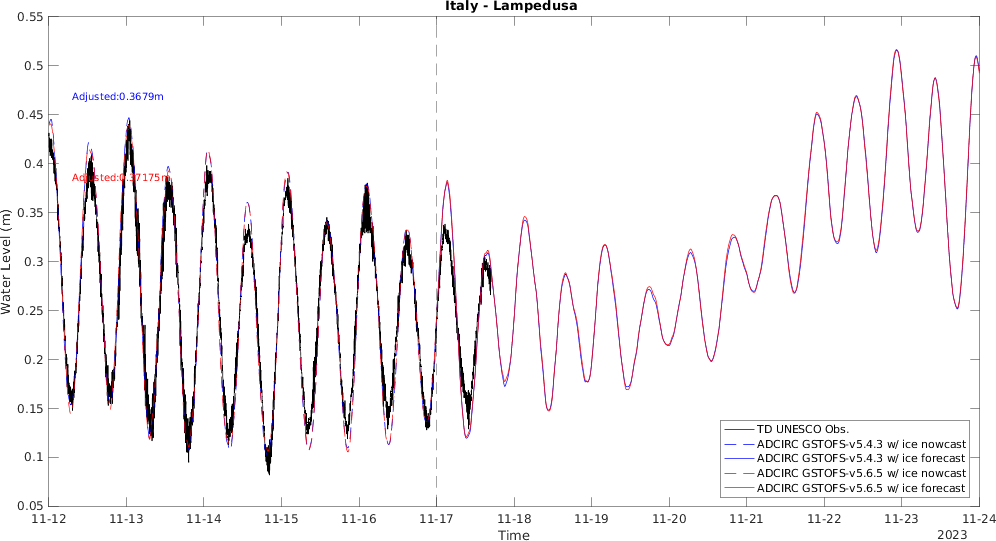 Italy - Lampedusa
0.55
0.5
0.45
0.4
0.35
0.3
0.25
0.2
0.15
0.1
0.05
Water Level (m)
Adjusted:0.3679m
Adjusted:0.37175m
TD UNESCO Obs.
ADCIRC GSTOFS-v5.4.3 w/ ice nowcast
ADCIRC GSTOFS-v5.4.3 w/ ice forecast
ADCIRC GSTOFS-v5.6.5 w/ ice nowcast
ADCIRC GSTOFS-v5.6.5 w/ ice forecast
11-12 11-13 11-14 11-15 11-16 11-17 11-18 11-19 11-20 11-21 11-22 11-23 11-24
Time
2023